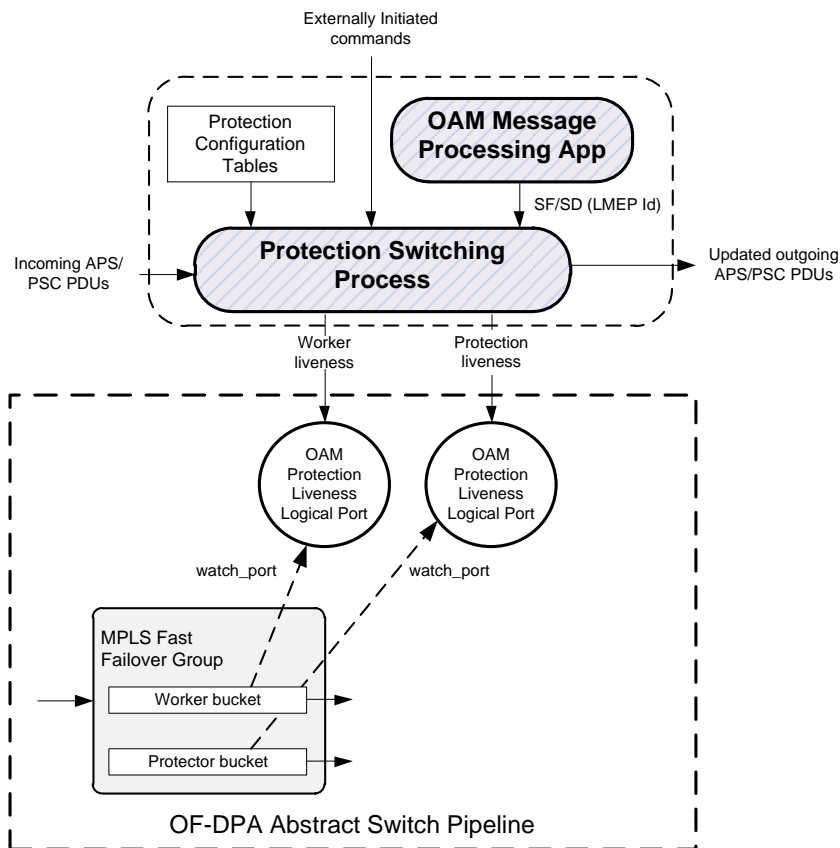 Externally Initiated
commands
Protection
Configuration
Tables
OAM Message
Processing App
SF/SD (LMEP Id)
Incoming APS/
PSC PDUs
Protection Switching
Process
Updated outgoing
APS/PSC PDUs
Worker
liveness
Protection
liveness
OAM
Protection
Liveness
Logical Port
OAM
Protection
Liveness
Logical Port
watch_port
watch_port
MPLS Fast
Failover Group
Worker bucket
Protector bucket
OF-DPA Abstract Switch Pipeline